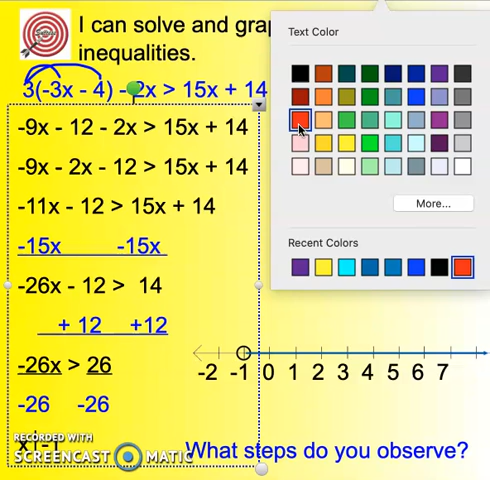 I can solve and grap
inequalities.
3(-3x - 4) - 2x > 15x + 14
-9x - 12 - 2x > 15x + 14
-9x - 2x - 12 > 15x + 14
-11x - 12 > 15x + 14
-15x -15x
-26x - 12 > 14
+ 12 +12
-26x > 26
-26 -26
-2 -1 0 1 2 3 4 5 6 7
What steps do you observe?
RECORDED WITH
SCREENCAST MATIC
Text Color
More...
Recent Colors